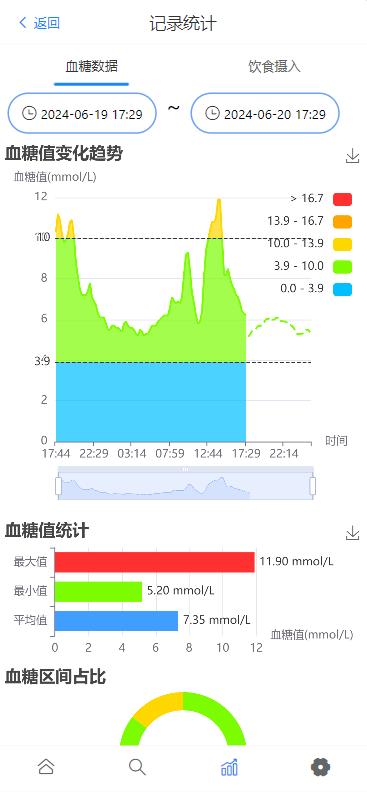 返回
记录统计
血糖数据
饮食摄入
2024-06-19 17:29 ~ 2024-06-20 17:29
血糖值变化趋势
血糖值(mmol/L)
> 16.7
13.9 - 16.7
10.0 - 13.9
3.9 - 10.0
0.0 - 3.9
12
8
6
3.9
2
0
17:44 22:29 03:14 07:59 12:44 17:29 22:14
时间
血糖值统计
最大值 11.90 mmol/L
最小值 5.20 mmol/L
平均值 7.35 mmol/L
0 2 4 6 8 10 12
血糖值(mmol/L)
血糖区间占比